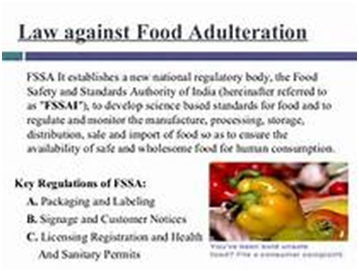 Law against Food Adulteration
FSSA It establishes a new national regulatory body, the Food
Safety and Standards Authority of India (hereinafter referred to
as "FSSAI"), to develop science based standards for food and to
regulate and monitor the manufacture, processing, storage,
distribution, sale and import of food so as to ensure the
availability of safe and wholesome food for human consumption.
Key Regulations of FSSA:
A. Packaging and Labeling
B. Signage and Customer Notices
C. Licensing Registration and Health
And Sanitary Permits
You've been sold unsafe
food? File a consumer complaint.